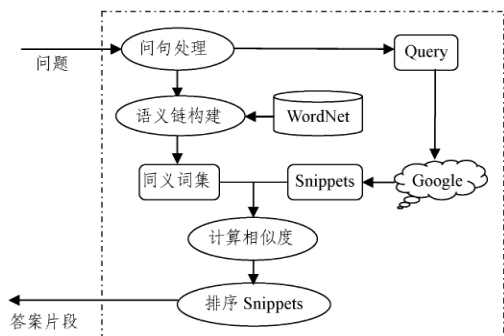 问题
问句处理
Query
语义链构建
WordNet
同义词集
Snippets
Google
计算相似度
排序 Snippets
答案片段